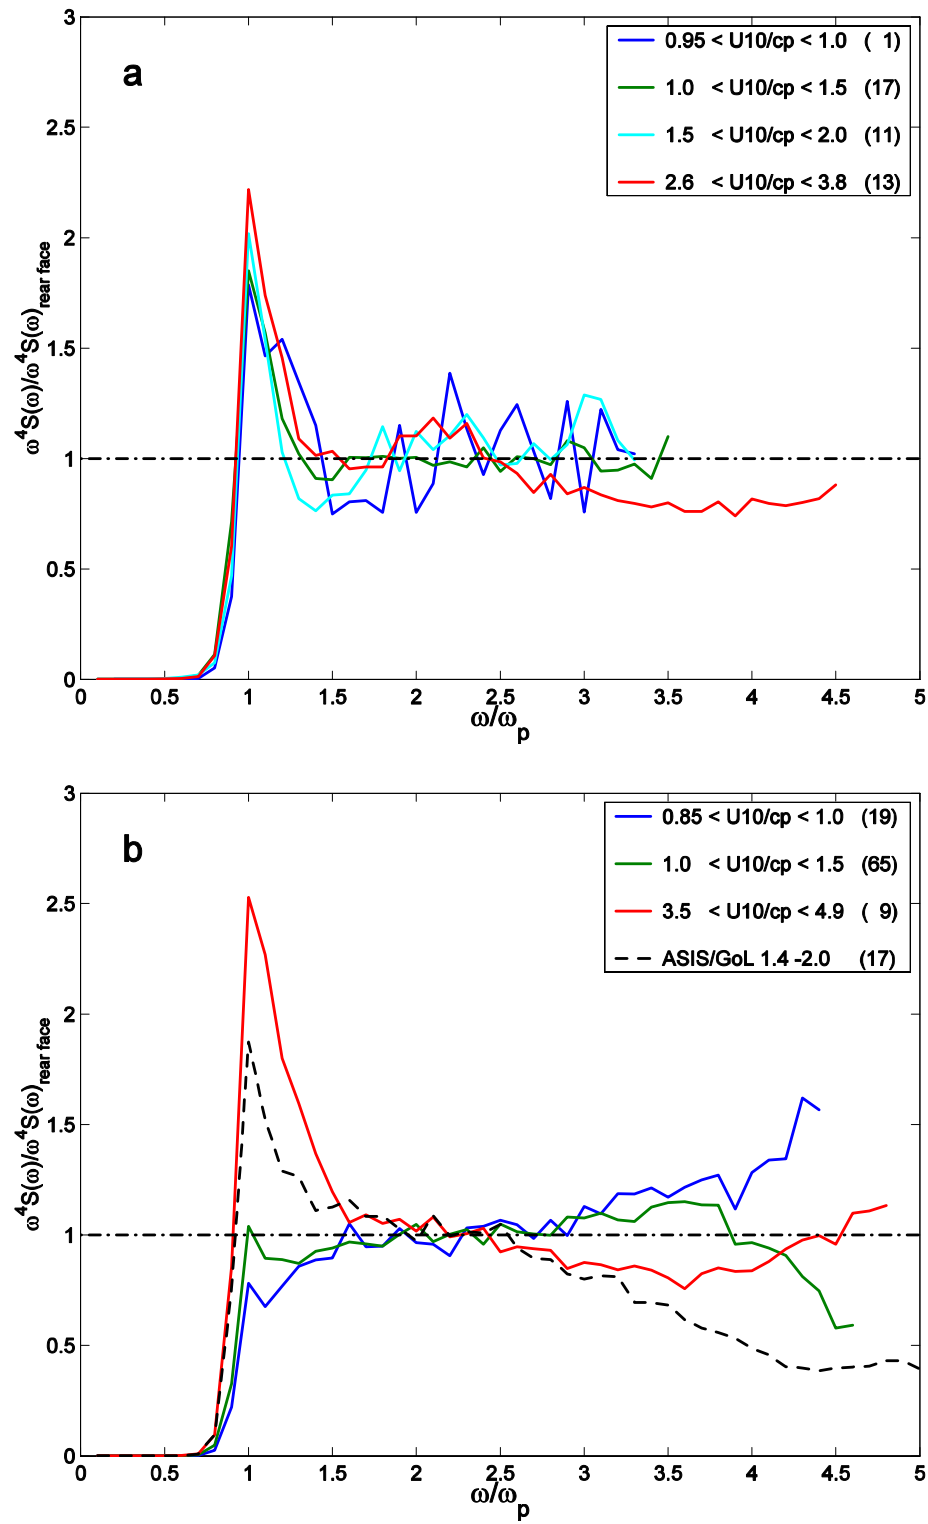 a
0.95 < U10/cp < 1.0 ( 1)
1.0 < U10/cp < 1.5 (17)
1.5 < U10/cp < 2.0 (11)
2.6 < U10/cp < 3.8 (13)
3
2.5
2
1.5
1
0.5
0
ω⁴S(ω)/ω⁴S(ω)rear face
0 0.5 1 1.5 2 2.5 3 3.5 4 4.5 5
ω/ωp
b
0.85 < U10/cp < 1.0 (19)
1.0 < U10/cp < 1.5 (65)
3.5 < U10/cp < 4.9 ( 9)
ASIS/GoL 1.4 -2.0 (17)
3
2.5
2
1.5
1
0.5
0
ω⁴S(ω)/ω⁴S(ω)rear face
0 0.5 1 1.5 2 2.5 3 3.5 4 4.5 5
ω/ωp